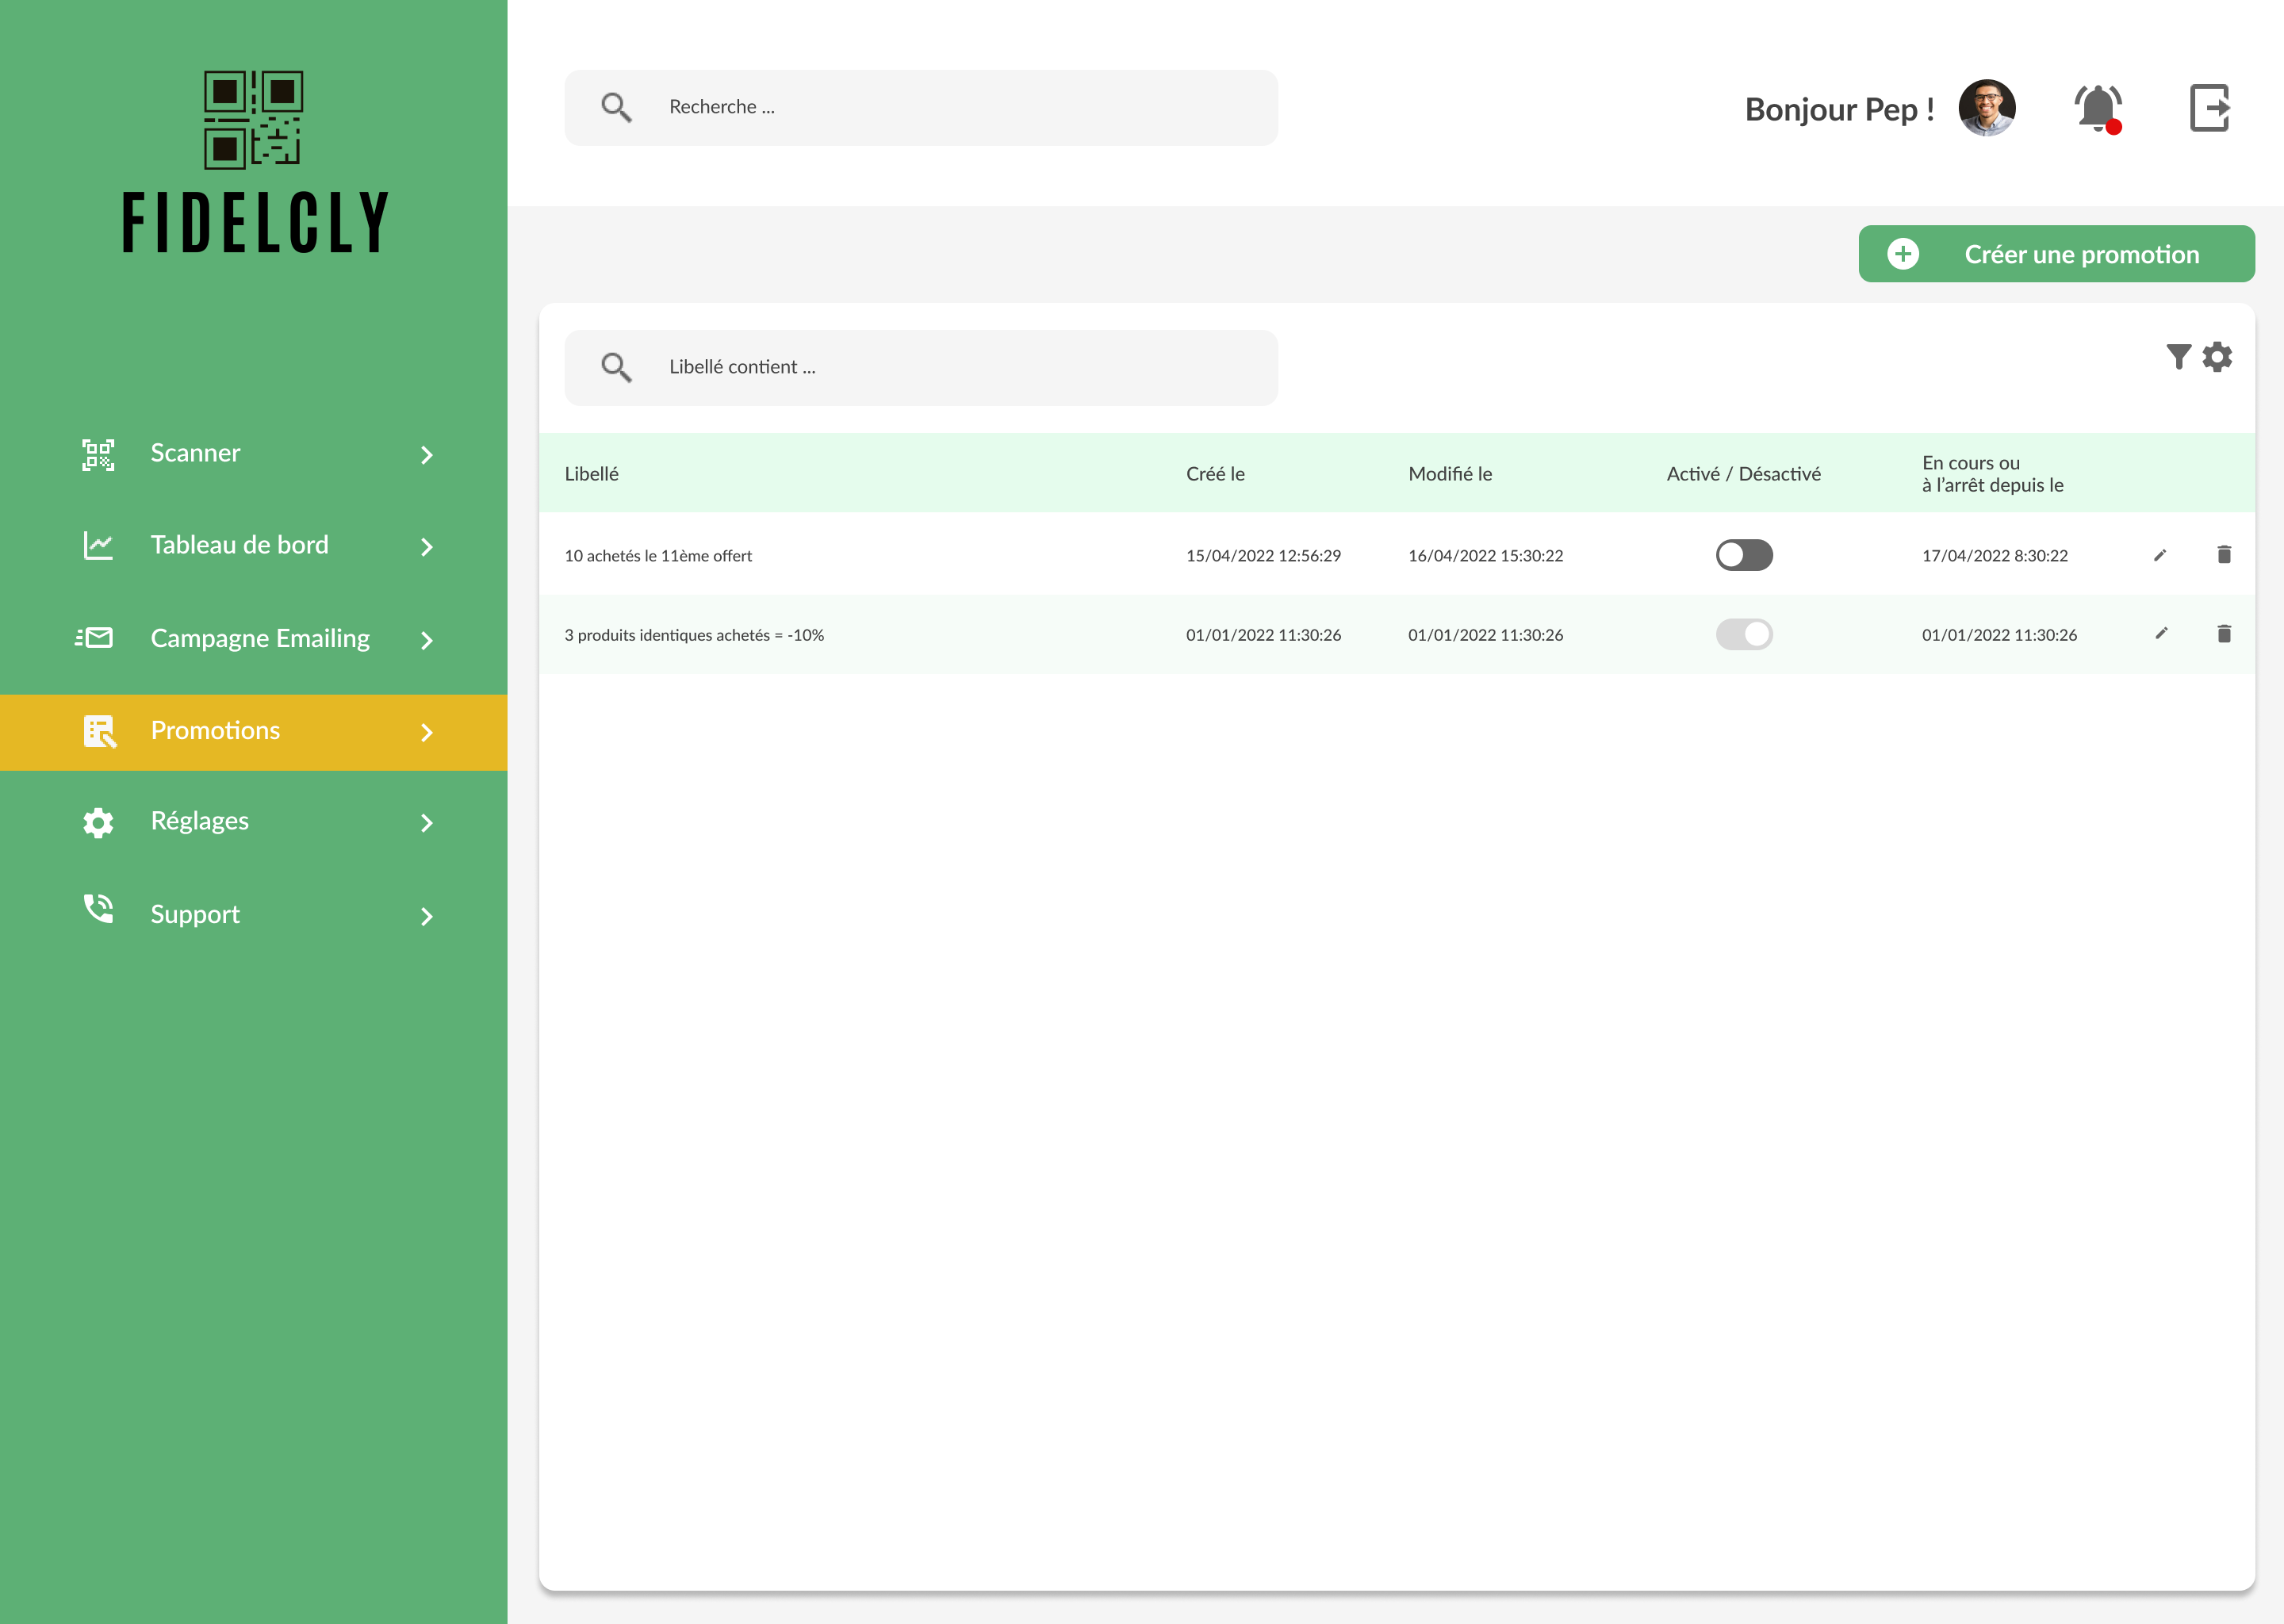 FIDELCLY
Recherche ...
Bonjour Pep !
Créer une promotion
Scanner
Tableau de bord
Campagne Emailing
Promotions
Réglages
Support
Libellé contient ...
Libellé Créé le Modifié le Activé / Désactivé En cours ou
à l’arrêt depuis le
10 achetés le 11ème offert 15/04/2022 12:56:29 16/04/2022 15:30:22 17/04/2022 8:30:22
3 produits identiques achetés = -10% 01/01/2022 11:30:26 01/01/2022 11:30:26 01/01/2022 11:30:26